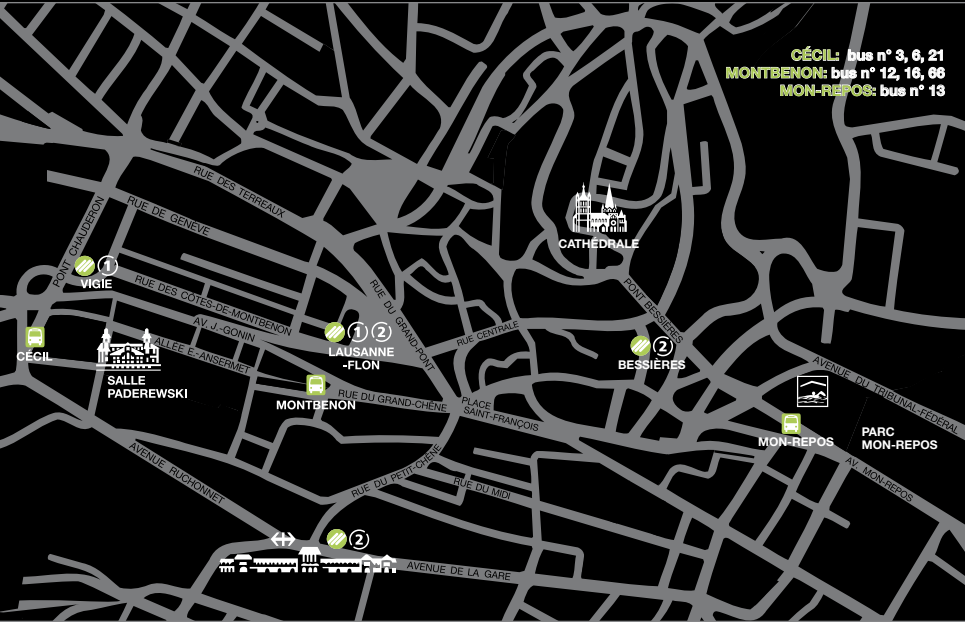 CÉCIL: bus n° 3, 6, 21
MONTBENON: bus n° 12, 16, 66
MON-REPOS: bus n° 13
RUE DES TERREAUX
RUE DE GENÈVE
PONT CHAUDERON
CATHÉDRALE
1
VIGIE
RUE DES CÔTES-DE-MONTBENON
PONT BESSIÈRES
RUE DU GRAND-PONT
AV. J.-GONIN
1 2
LAUSANNE
-FLON
RUE CENTRALE
2
BESSIÈRES
CÉCIL
ALLÉE E.-ANSERMET
SALLE
PADEREWSKI
AVENUE DU TRIBUNAL-FÉDÉRAL
MONTBENON
RUE DU GRAND-CHÊNE
PLACE
SAINT-FRANÇOIS
MON-REPOS
PARC
MON-REPOS
AVENUE RUCHONNET
RUE DU PETIT-CHÊNE
RUE DU MIDI
AV. MON-REPOS
2
AVENUE DE LA GARE